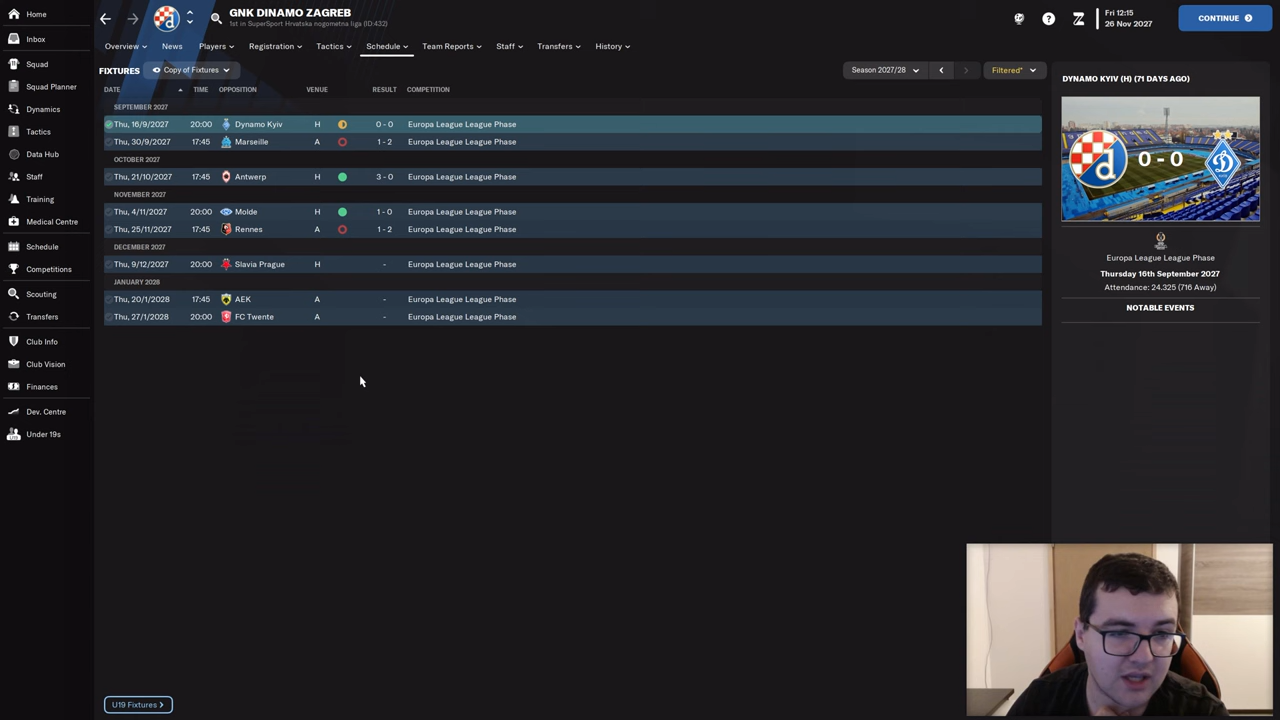 GNK DINAMO ZAGREB
1st in SuperSport Hrvatska nogometna liga (ID:432)
Fri 12:15
26 Nov 2027
CONTINUE
Home
Inbox
Squad
Squad Planner
Dynamics
Tactics
Data Hub
Staff
Training
Medical Centre
Schedule
Competitions
Scouting
Transfers
Club Info
Club Vision
Finances
Dev. Centre
Under 19s
Overview News Players Registration Tactics Schedule Team Reports Staff Transfers History
FIXTURES Copy of Fixtures Season 2027/28 Filtered*
DATE TIME OPPOSITION VENUE RESULT COMPETITION
SEPTEMBER 2027
Thu, 16/9/2027 20:00 Dynamo Kyiv H 0 - 0 Europa League League Phase
Thu, 30/9/2027 17:45 Marseille A 1 - 2 Europa League League Phase
OCTOBER 2027
Thu, 21/10/2027 17:45 Antwerp H 3 - 0 Europa League League Phase
NOVEMBER 2027
Thu, 4/11/2027 20:00 Molde H 1 - 0 Europa League League Phase
Thu, 25/11/2027 17:45 Rennes A 1 - 2 Europa League League Phase
DECEMBER 2027
Thu, 9/12/2027 20:00 Slavia Prague H - Europa League League Phase
JANUARY 2028
Thu, 20/1/2028 17:45 AEK A - Europa League League Phase
Thu, 27/1/2028 20:00 FC Twente A - Europa League League Phase
U19 Fixtures
DYNAMO KYIV (H) (71 DAYS AGO)
0 - 0
Europa League League Phase
Thursday 16th September 2027
Attendance: 24.325 (716 Away)
NOTABLE EVENTS